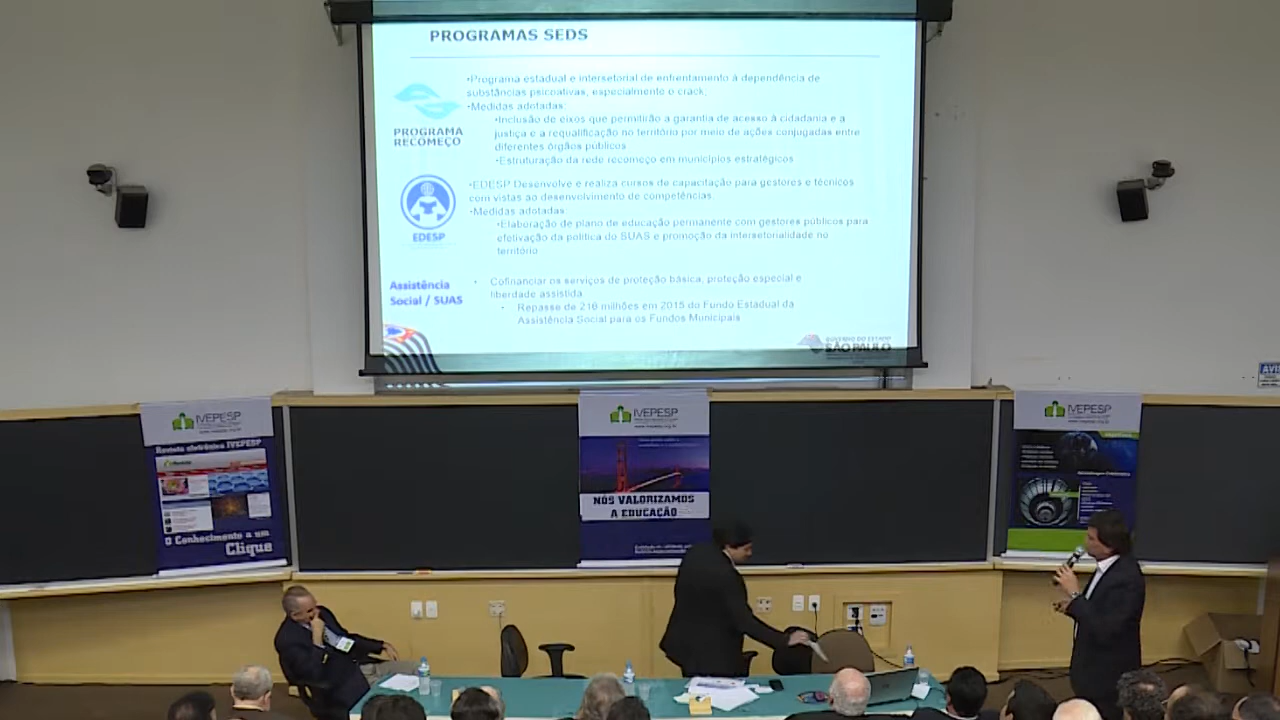 PROGRAMAS SEDS
•Programa estadual e intersetorial de enfrentamento à dependência de
substâncias psicoativas, especialmente o crack;
•Medidas adotadas:
•Inclusão de eixos que permitirão a garantia de acesso à cidadania e a
justiça e a requalificação no território por meio de ações conjugadas entre
diferentes órgãos públicos
•Estruturação da rede recomeço em municípios estratégicos
PROGRAMA
RECOMEÇO
•EDESP Desenvolve e realiza cursos de capacitação para gestores e técnicos
com vistas ao desenvolvimento de competências.
•Medidas adotadas
•Elaboração de plano de educação permanente com gestores públicos para
efetivação da política do SUAS e promoção da intersetorialidade no
território
EDESP
Assistência
Social / SUAS
• Cofinanciar os serviços de proteção básica, proteção especial e
liberdade assistida
- Repasse de 216 milhões em 2015 do Fundo Estadual da
Assistência Social para os Fundos Municipais
GOVERNO DO ESTADO
SÃO PAULO
IVEPESP
Revista eletrônica IVEPESP
O Conhecimento a um
Clique
IVEPESP
NÓS VALORIZAMOS
A EDUCAÇÃO
IVEPESP